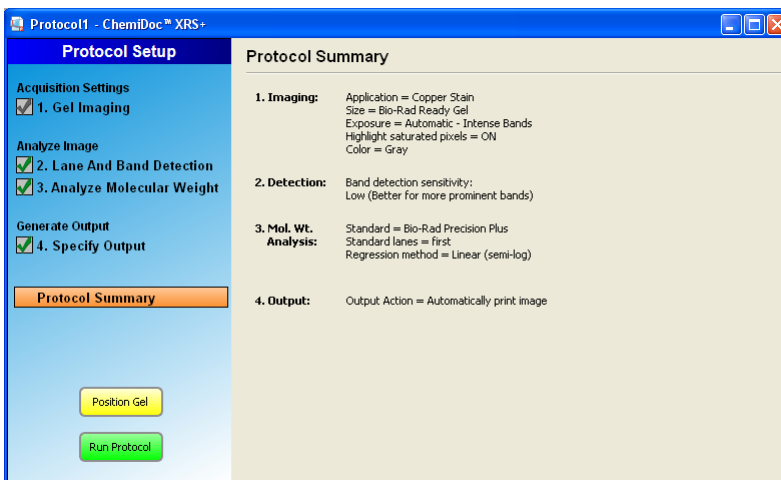 Protocol1 - ChemiDoc™ XRS+
Protocol Setup
Acquisition Settings
1. Gel Imaging
Analyze Image
2. Lane And Band Detection
3. Analyze Molecular Weight
Generate Output
4. Specify Output
Protocol Summary
Position Gel
Run Protocol
Protocol Summary
1. Imaging: Application = Copper Stain
Size = Bio-Rad Ready Gel
Exposure = Automatic - Intense Bands
Highlight saturated pixels = ON
Color = Gray
2. Detection: Band detection sensitivity:
Low (Better for more prominent bands)
3. Mol. Wt. Standard = Bio-Rad Precision Plus
Analysis: Standard lanes = first
Regression method = Linear (semi-log)
4. Output: Output Action = Automatically print image